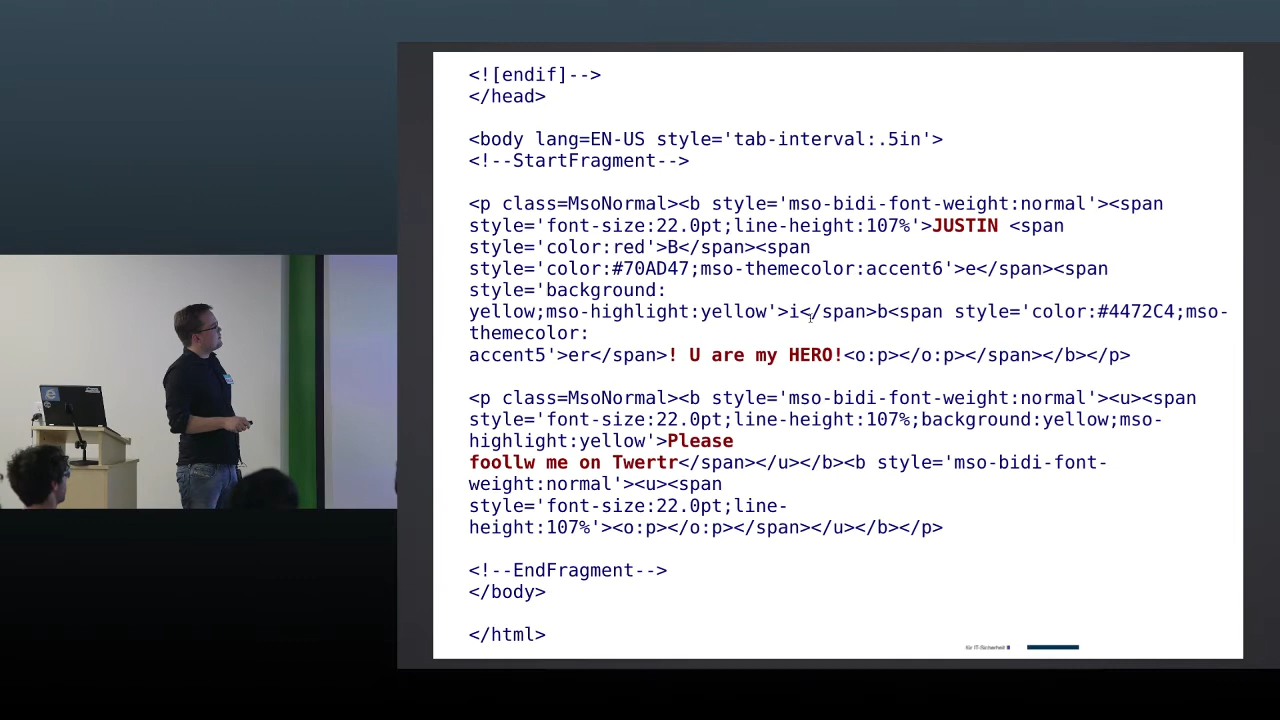 <![endif]-->
</head>
<body lang=EN-US style='tab-interval:.5in'>
<!--StartFragment-->
<p class=MsoNormal><b style='mso-bidi-font-weight:normal'><span
style='font-size:22.0pt;line-height:107%'>JUSTIN <span
style='color:red'>B</span><span
style='color:#70AD47;mso-themecolor:accent6'>e</span><span
style='background:
yellow;mso-highlight:yellow'>i</span>b<span style='color:#4472C4;mso-
themecolor:
accent5'>er</span>! U are my HERO!<o:p></o:p></span></b></p>
<p class=MsoNormal><b style='mso-bidi-font-weight:normal'><u><span
style='font-size:22.0pt;line-height:107%;background:yellow;mso-
highlight:yellow'>Please
foollw me on Twertr</span></u></b><b style='mso-bidi-font-
weight:normal'><u><span
style='font-size:22.0pt;line-
height:107%'><o:p></o:p></span></u></b></p>
<!--EndFragment-->
</body>
</html>
für IT-Sicherheit